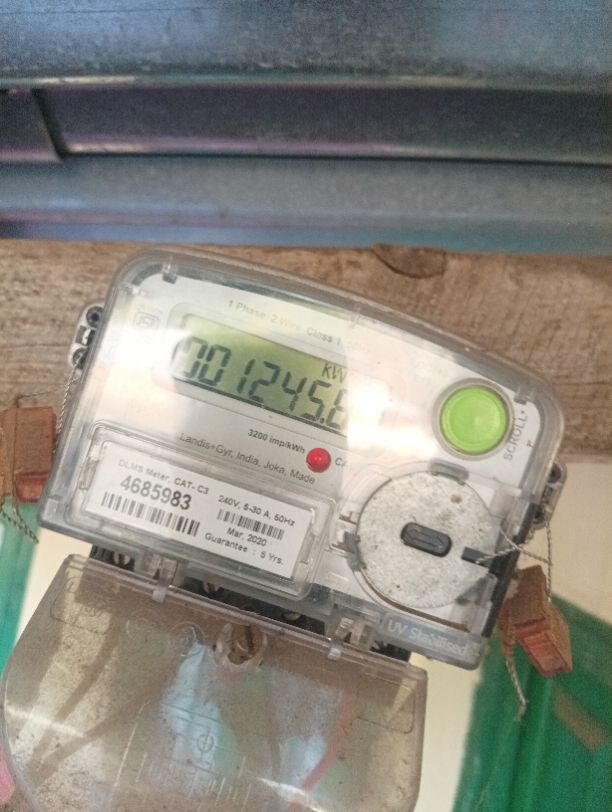 1 Phase 2 Wire Class 1
kW
001245.8
3200 imp/kWh
Landis+Gyr, India, Joka, Made
SCROLL
DLMS Meter, CAT- C3
4685983
240V, 5-30 A, 50Hz
Mar, 2020
Guarantee : 5 Yrs.
UV Stabilised